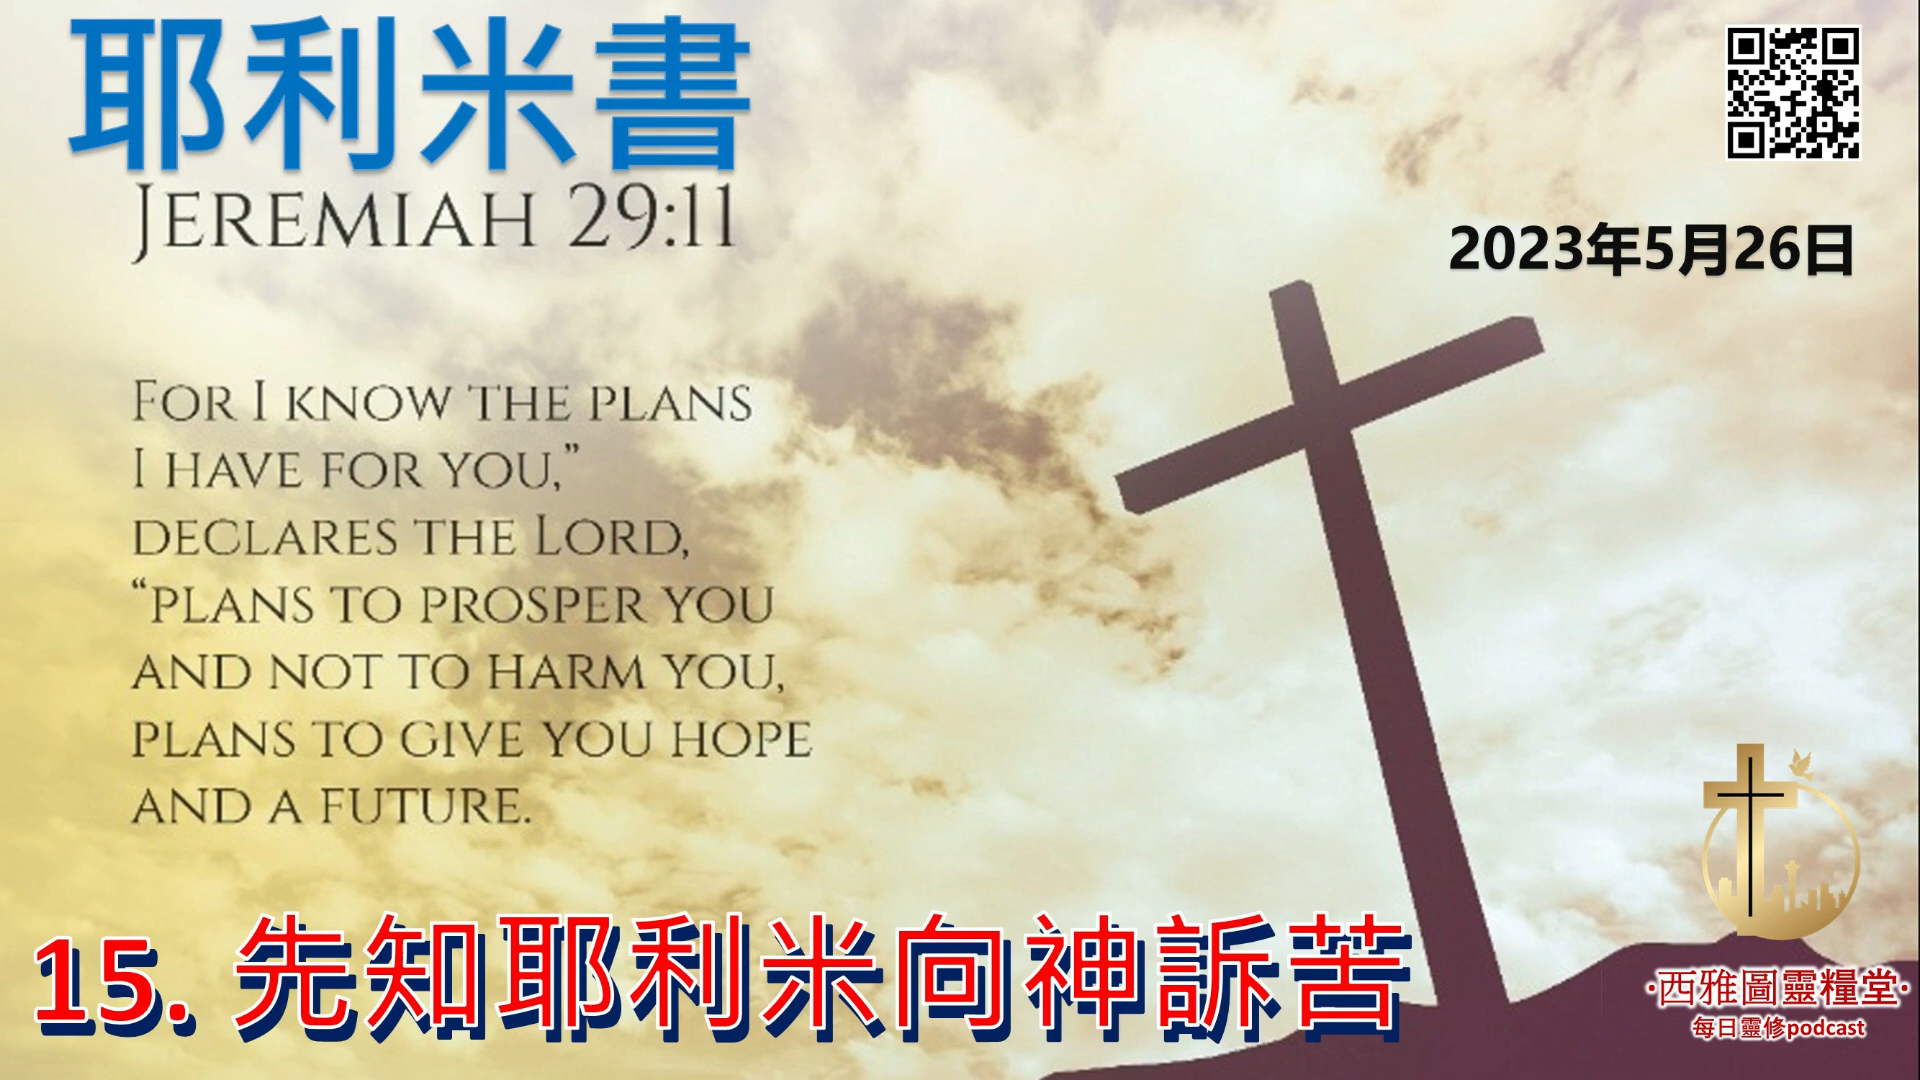 耶利米書
JEREMIAH 29:11
2023年5月26日
FOR I KNOW THE PLANS
I HAVE FOR YOU,”
DECLARES THE LORD,
“PLANS TO PROSPER YOU
AND NOT TO HARM YOU,
PLANS TO GIVE YOU HOPE
AND A FUTURE.
15. 先知耶利米向神訴苦
·西雅圖靈糧堂·
每日靈修podcast